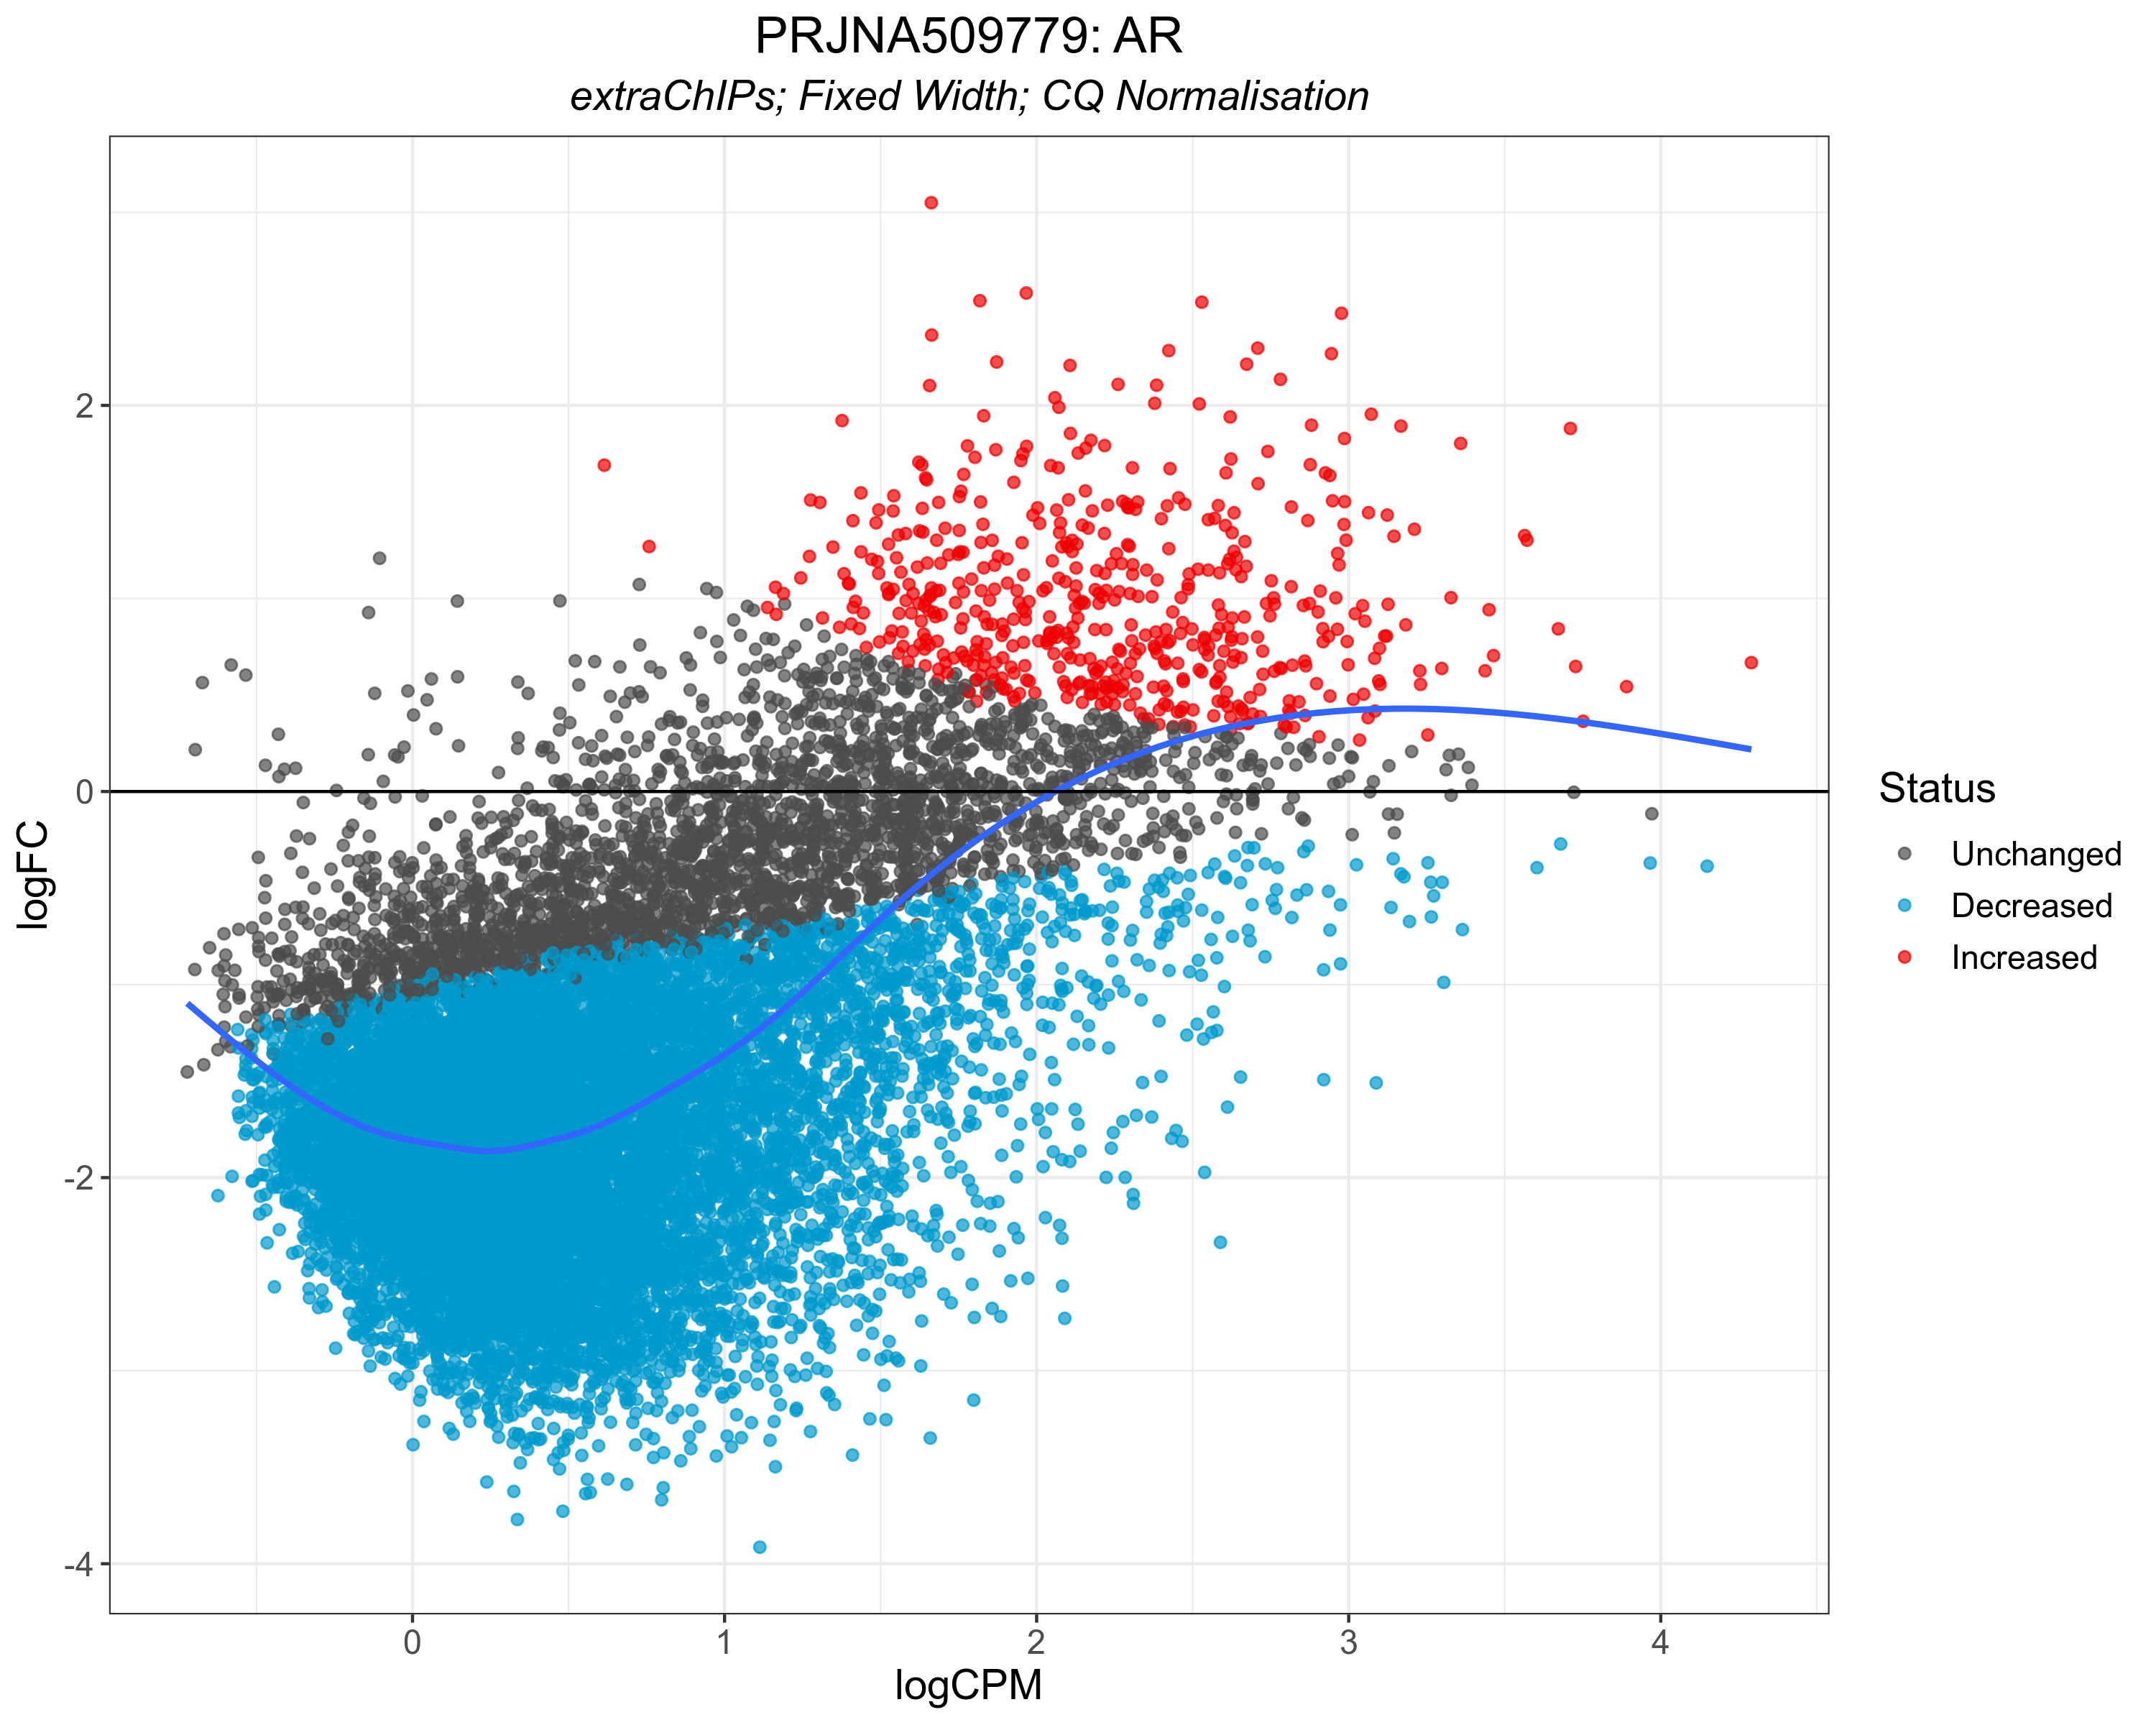 PRJNA509779: AR
extraChIPs; Fixed Width; CQ Normalisation
logFC
2
0
-2
-4
0 1 2 3 4
logCPM
Status
Unchanged
Decreased
Increased